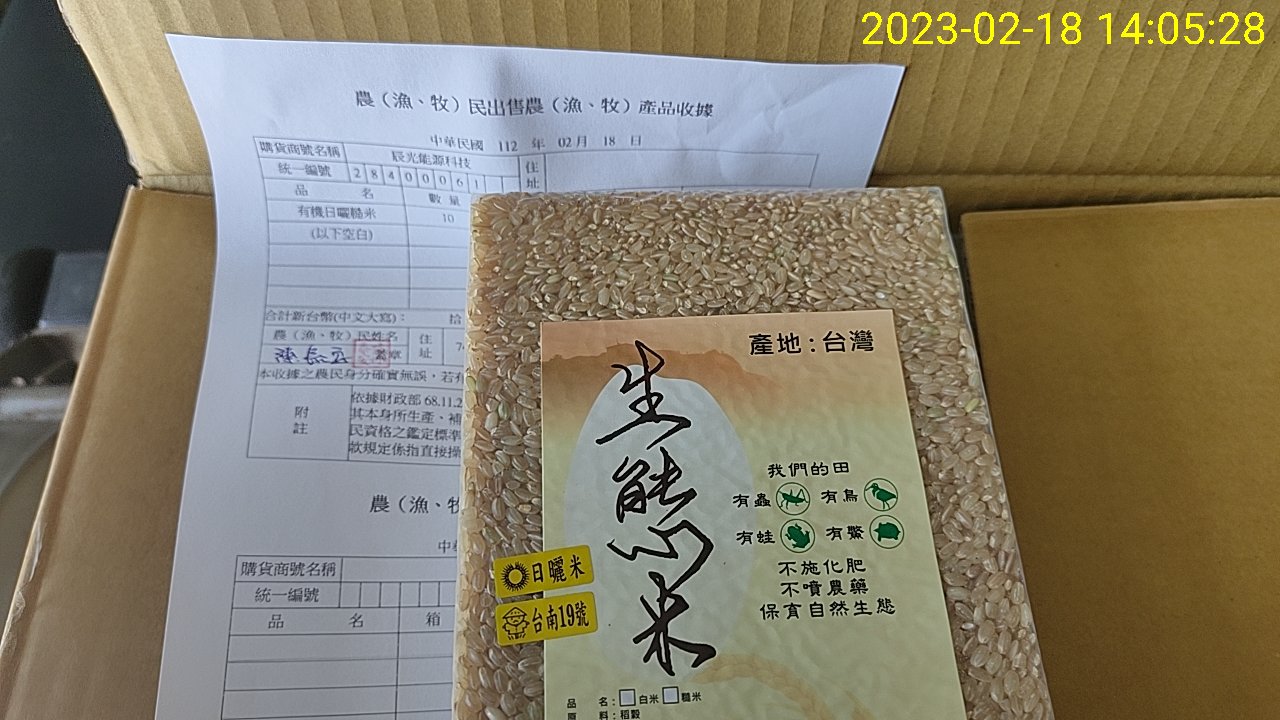 2023-02-18 14:05:28
農（漁、牧）民出售農（漁、牧）產品收據
中華民國 112 年 02月 18 日
購貨商號名稱 辰光能源科技 住址
統一編號 28400061
品 名 數量
有機日曬糙米 10
(以下空白)
合計新台幣(中文大寫)： 拾
農（漁、牧）民姓名 住址 7
蓋章
本收據之農民身分確實無誤，若有
附註
依據財政部 68.11.2
其本身所生產、補
民資格之鑑定標準
款規定係指直接操
農（漁、牧
中華
購貨商號名稱
統一編號
品 名 箱
產地：台灣
生態米
我們的田
有蟲 有鳥
有蛙 有鱉
不施化肥
不噴農藥
保育自然生態
日曬米
台南19號
品 名：□白米□糙米
原 料：稻穀